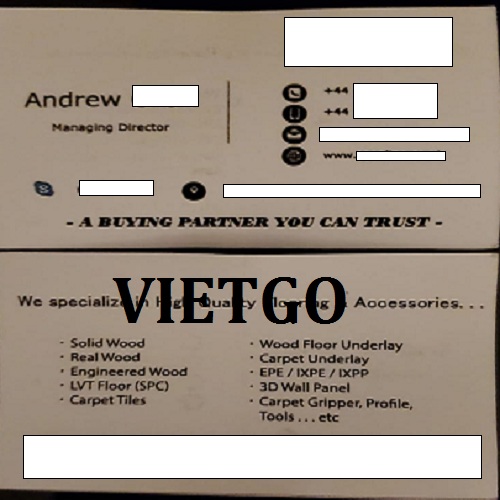 Andrew
Managing Director
+44
+44
www.
- A BUYING PARTNER YOU CAN TRUST -
VIETGO
We specialize in High Quality Flooring & Accessories...
· Solid Wood
· Real Wood
· Engineered Wood
· LVT Floor (SPC)
· Carpet Tiles
· Wood Floor Underlay
· Carpet Underlay
· EPE / IXPE / IXPP
· 3D Wall Panel
· Carpet Gripper, Profile,
Tools...etc